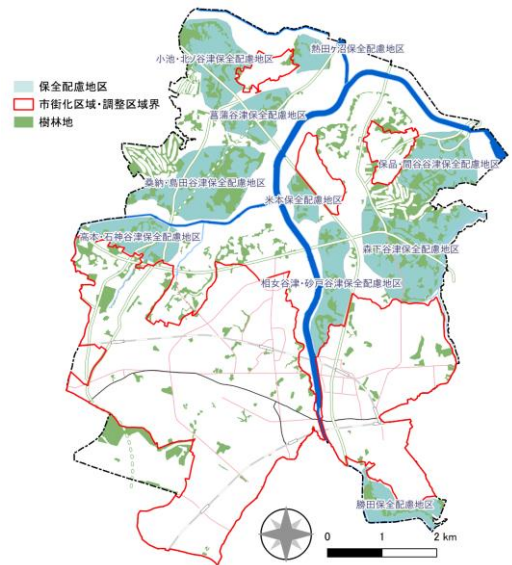 熱田ヶ沼保全配慮地区
小池・北ノ谷津保全配慮地区
保全配慮地区
市街化区域・調整区域界
樹林地
菖蒲谷津保全配慮地区
保品・間谷谷津保全配慮地区
桑納・島田谷津保全配慮地区
米本保全配慮地区
高本・石神谷津保全配慮地区
森下谷津保全配慮地区
相女谷津・砂戸谷津保全配慮地区
勝田保全配慮地区
0 1 2 km